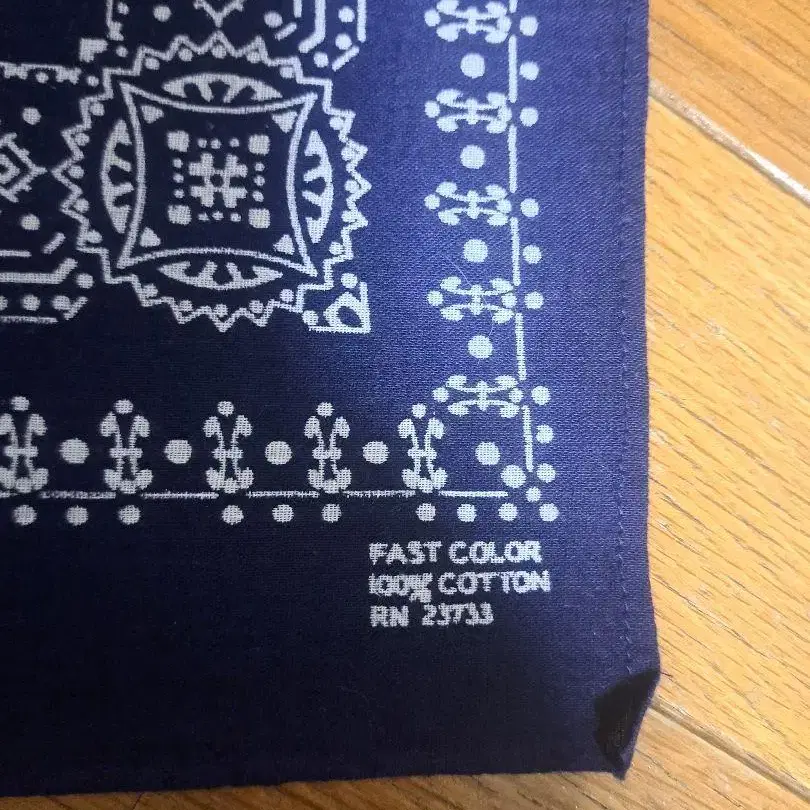 FAST COLOR
100% COTTON
RN 23733